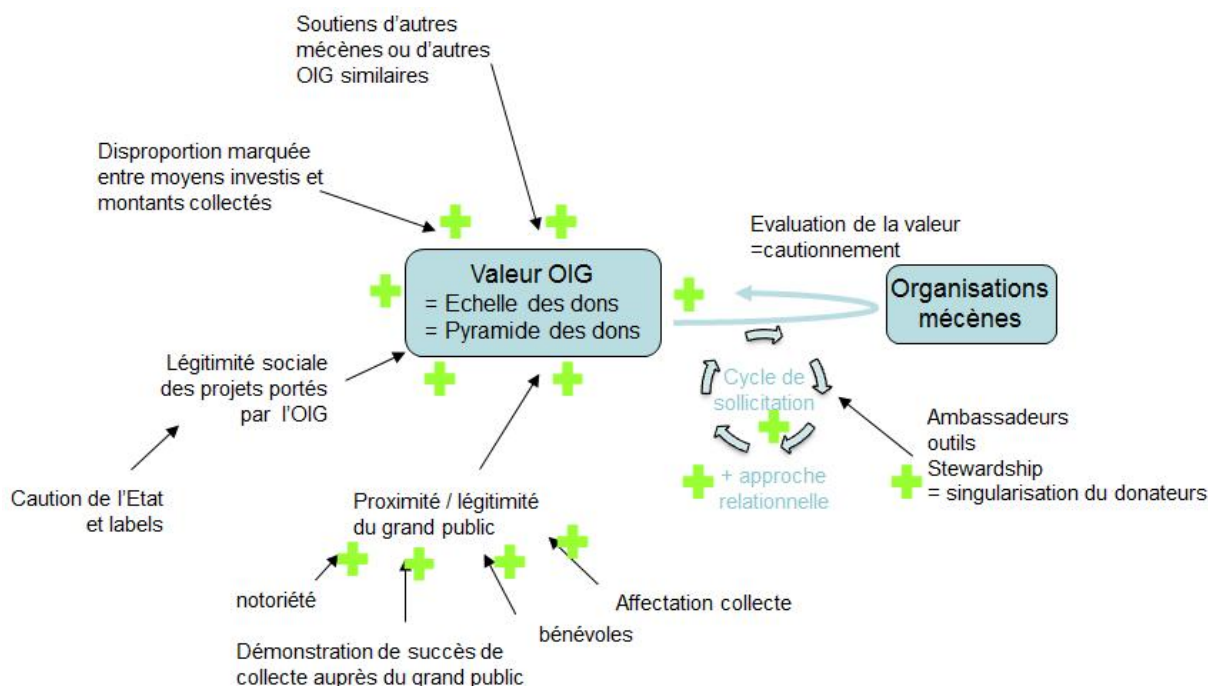 Soutiens d'autres
mécènes ou d'autres
OIG similaires
Disproportion marquée
entre moyens investis et
montants collectés
Evaluation de la valeur
=cautionnement
Valeur OIG
= Echelle des dons
= Pyramide des dons
Organisations
mécènes
Légitimité sociale
des projets portés
par l'OIG
Cycle de
sollicitation
+ approche
relationnelle
Ambassadeurs
outils
Stewardship
= singularisation du donateurs
Caution de l'Etat
et labels
Proximité / légitimité
du grand public
notoriété
Affectation collecte
bénévoles
Démonstration de succès de
collecte auprès du grand public